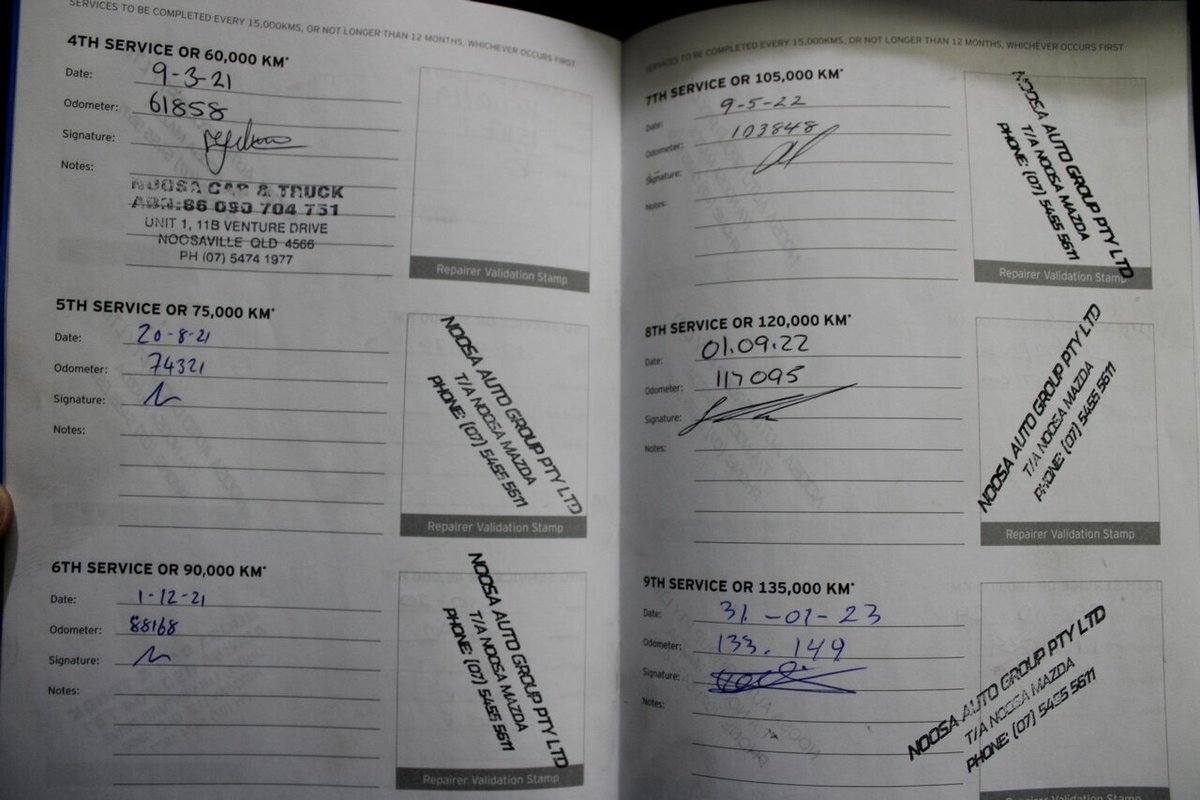 SERVICES TO BE COMPLETED EVERY 15,000KMS, OR NOT LONGER THAN 12 MONTHS, WHICHEVER OCCURS FIRST
4TH SERVICE OR 60,000 KM*
Date: 9-3-21
Odometer: 61858
Signature:
Notes:
NOOSA CAR & TRUCK
ABN:86 090 704 731
UNIT 1, 11B VENTURE DRIVE
NOOSAVILLE QLD 4566
PH (07) 5474 1977
Repairer Validation Stamp
5TH SERVICE OR 75,000 KM*
Date: 20-8-21
Odometer: 74321
Signature:
Notes:
NOOSA AUTO GROUP PTY LTD
T/A NOOSA MAZDA
PHONE: (07) 5455 5611
Repairer Validation Stamp
6TH SERVICE OR 90,000 KM*
Date: 1-12-21
Odometer: 88168
Signature:
Notes:
NOOSA AUTO GROUP PTY LTD
T/A NOOSA MAZDA
PHONE: (07) 5455 5611
Repairer Validation Stamp
SERVICES TO BE COMPLETED EVERY 15,000KMS, OR NOT LONGER THAN 12 MONTHS, WHICHEVER OCCURS FIRST
7TH SERVICE OR 105,000 KM*
Date: 9-5-22
Odometer: 103848
Signature:
Notes:
NOOSA AUTO GROUP PTY LTD
T/A NOOSA MAZDA
PHONE: (07) 5455 5611
Repairer Validation Stamp
8TH SERVICE OR 120,000 KM*
Date: 01.09.22
Odometer: 117095
Signature:
Notes:
NOOSA AUTO GROUP PTY LTD
T/A NOOSA MAZDA
PHONE: (07) 5455 5611
Repairer Validation Stamp
9TH SERVICE OR 135,000 KM*
Date: 31-01-23
Odometer: 133.149
Signature:
Notes:
NOOSA AUTO GROUP PTY LTD
T/A NOOSA MAZDA
PHONE: (07) 5455 5611
Repairer Validation Stamp